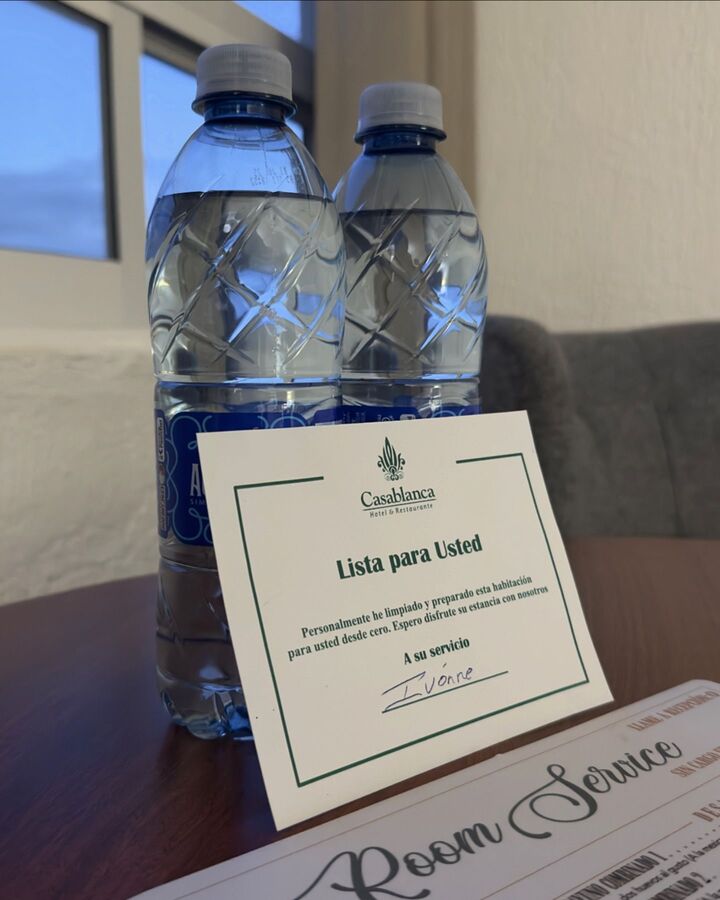 Casablanca
Hotel & Restaurante
Lista para Usted
Personalmente he limpiado y preparado esta habitación
para usted desde cero. Espero disfrute su estancia con nosotros
A su servicio
Ivónne
Room Service